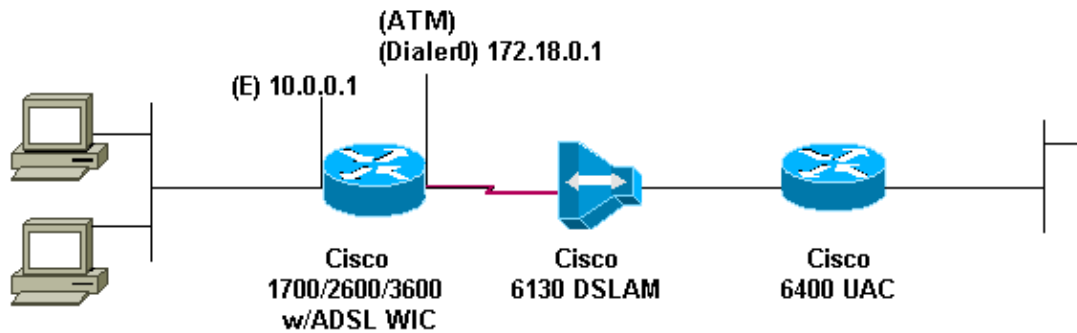 (ATM)
(Dialer0) 172.18.0.1
(E) 10.0.0.1
Cisco
1700/2600/3600
w/ADSL WIC
Cisco
6130 DSLAM
Cisco
6400 UAC